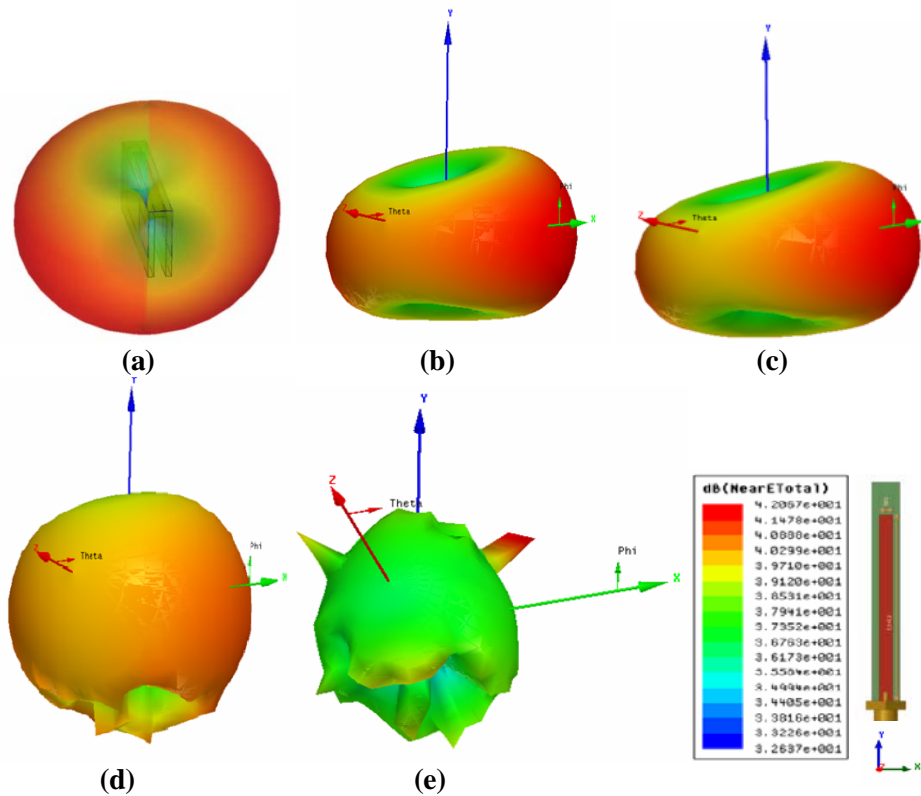 Y
Y
Phi
Z
Theta
X
Phi
Z
Theta
X
(a)
(b)
(c)
Y
Y
Z
Theta
Phi
Z
Theta
X
Phi
X
dB(NearETotal)
4.2067e+001
4.1478e+001
4.0888e+001
4.0299e+001
3.9710e+001
3.9120e+001
3.8531e+001
3.7941e+001
3.7352e+001
3.6763e+001
3.6173e+001
3.5584e+001
3.4994e+001
3.4405e+001
3.3816e+001
3.3226e+001
3.2637e+001
Y
Z
X
(d)
(e)